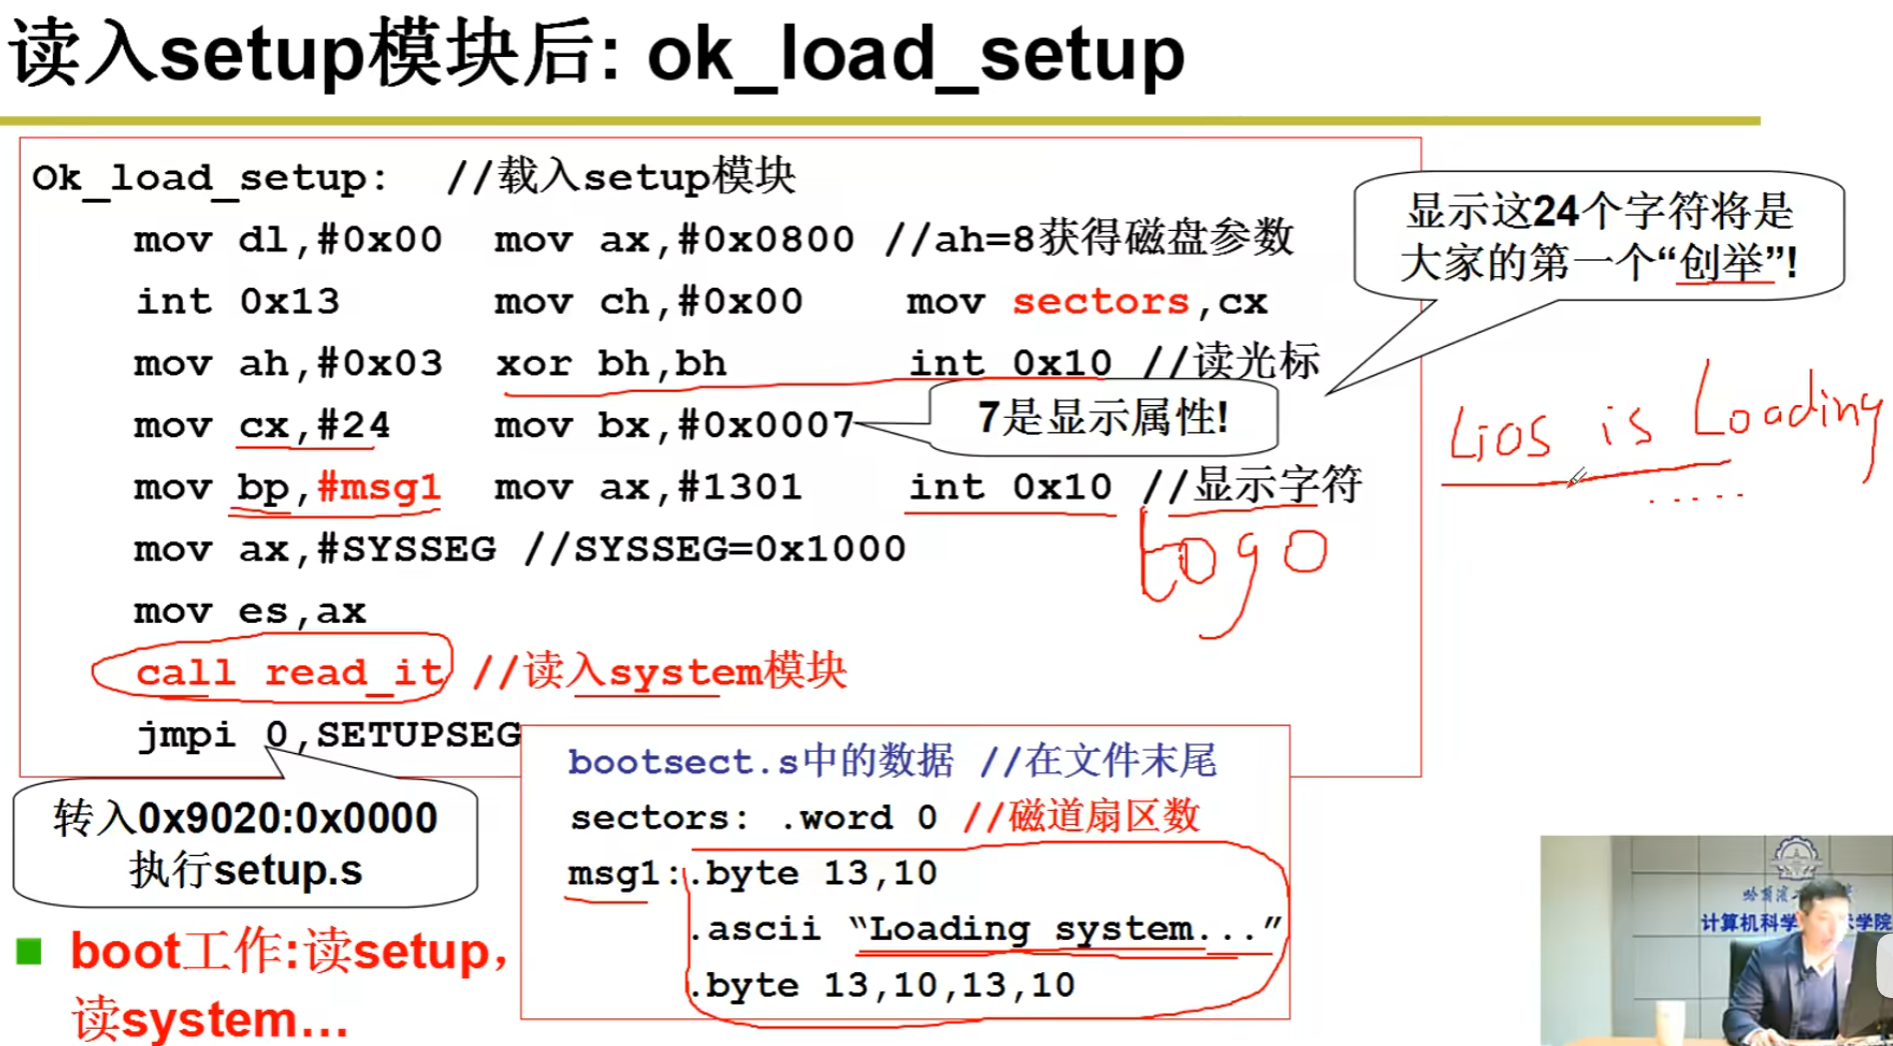 读入setup模块后: ok_load_setup
Ok_load_setup: //载入setup模块
mov dl,#0x00 mov ax,#0x0800 //ah=8获得磁盘参数
int 0x13 mov ch,#0x00 mov sectors,cx
mov ah,#0x03 xor bh,bh int 0x10 //读光标
mov cx,#24 mov bx,#0x0007
mov bp,#msg1 mov ax,#1301 int 0x10 //显示字符
mov ax,#SYSSEG //SYSSEG=0x1000
mov es,ax
call read_it //读入system模块
jmpi 0,SETUPSEG
显示这24个字符将是
大家的第一个“创举”!
7是显示属性!
is Loading
.....
logo
转入0x9020:0x0000
执行setup.s
bootsect.s中的数据 //在文件末尾
sectors: .word 0 //磁道扇区数
msg1:.byte 13,10
.ascii “Loading system...”
.byte 13,10,13,10
boot工作:读setup，
读system...
计算机科学
术学院